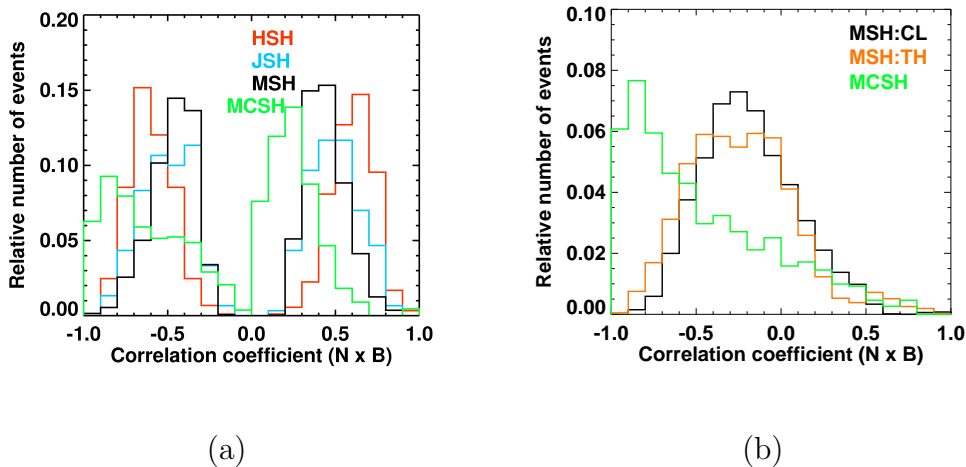 Relative number of events
0.20
0.15
0.10
0.05
0.00
HSH
JSH
MSH
MCSH
-1.0 -0.5 0.0 0.5 1.0
Correlation coefficient (N x B)
(a)
Relative number of events
0.10
0.08
0.06
0.04
0.02
0.00
MSH:CL
MSH:TH
MCSH
-1.0 -0.5 0.0 0.5 1.0
Correlation coefficient (N x B)
(b)